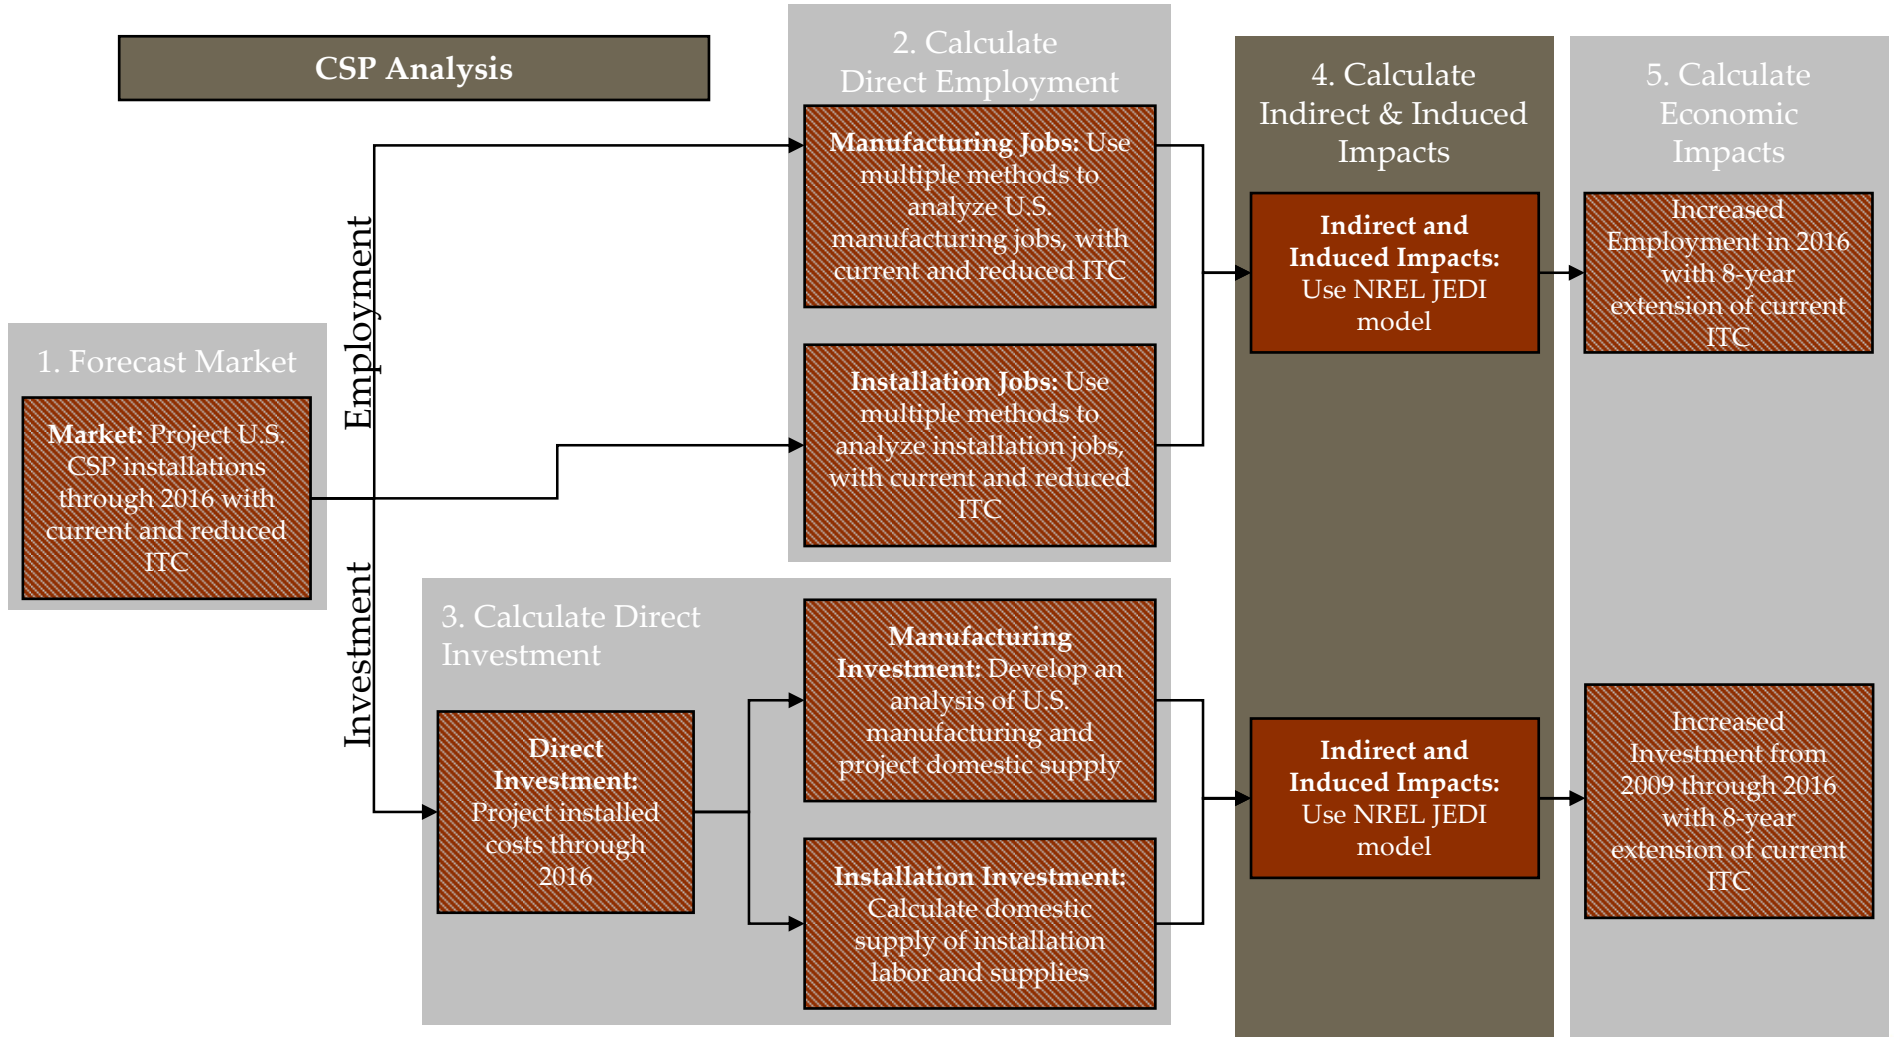 CSP Analysis
1. Forecast Market
Market: Project U.S.
CSP installations
through 2016 with
current and reduced
ITC
Employment
Investment
2. Calculate
Direct Employment
Manufacturing Jobs: Use
multiple methods to
analyze U.S.
manufacturing jobs, with
current and reduced ITC
Installation Jobs: Use
multiple methods to
analyze installation jobs,
with current and reduced
ITC
3. Calculate Direct
Investment
Direct
Investment:
Project installed
costs through
2016
Manufacturing
Investment: Develop an
analysis of U.S.
manufacturing and
project domestic supply
Installation Investment:
Calculate domestic
supply of installation
labor and supplies
4. Calculate
Indirect & Induced
Impacts
Indirect and
Induced Impacts:
Use NREL JEDI
model
Indirect and
Induced Impacts:
Use NREL JEDI
model
5. Calculate
Economic
Impacts
Increased
Employment in 2016
with 8-year
extension of current
ITC
Increased
Investment from
2009 through 2016
with 8-year
extension of current
ITC